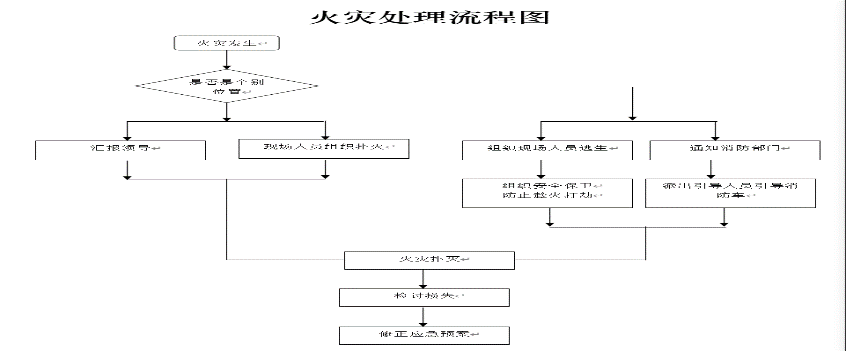 火灾处理流程图
火灾发生
是否是个别
位置
汇报领导
现场人员组织扑火
组织现场人员逃生
通知消防部门
组织安全保卫
防止趁火打劫
派出引导人员引导消
防车
火灾扑灭
检讨损失
修正应急预案